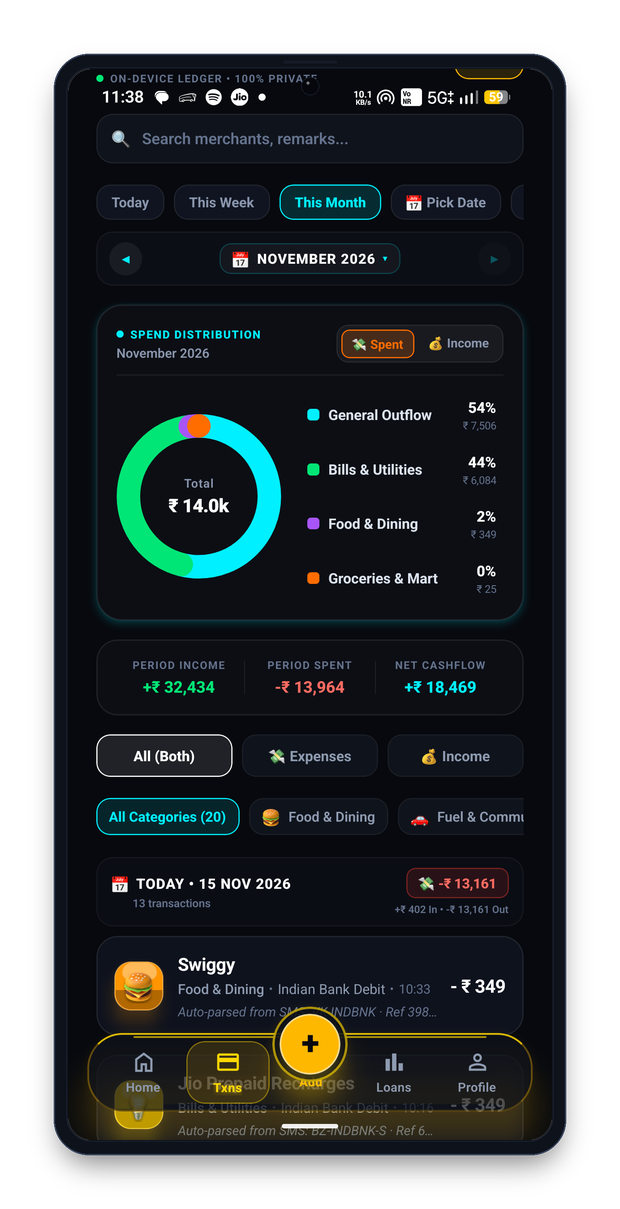 ON-DEVICE LEDGER • 100% PRIVATE
11:38 Jio 10.1 KB/s Vo NR 5G 59
Search merchants, remarks...
Today This Week This Month Pick Date
NOVEMBER 2026
SPEND DISTRIBUTION
November 2026
Spent Income
General Outflow 54%
₹ 7,506
Bills & Utilities 44%
₹ 6,084
Total
₹ 14.0k
Food & Dining 2%
₹ 349
Groceries & Mart 0%
₹ 25
PERIOD INCOME PERIOD SPENT NET CASHFLOW
+₹ 32,434 -₹ 13,964 +₹ 18,469
All (Both) Expenses Income
All Categories (20) Food & Dining Fuel & Commu
TODAY • 15 NOV 2026 -₹ 13,161
13 transactions +₹ 402 In • -₹ 13,161 Out
Swiggy
Food & Dining • Indian Bank Debit • 10:33 - ₹ 349
Auto-parsed from INDBNK · Ref 398...
Home Txns Add Loans Profile
Jio Prepaid Recharges
Bills & Utilities • Indian Bank Debit • 10:16 - ₹ 349
Auto-parsed from SMS: BZ-INDBNK-S · Ref 6...